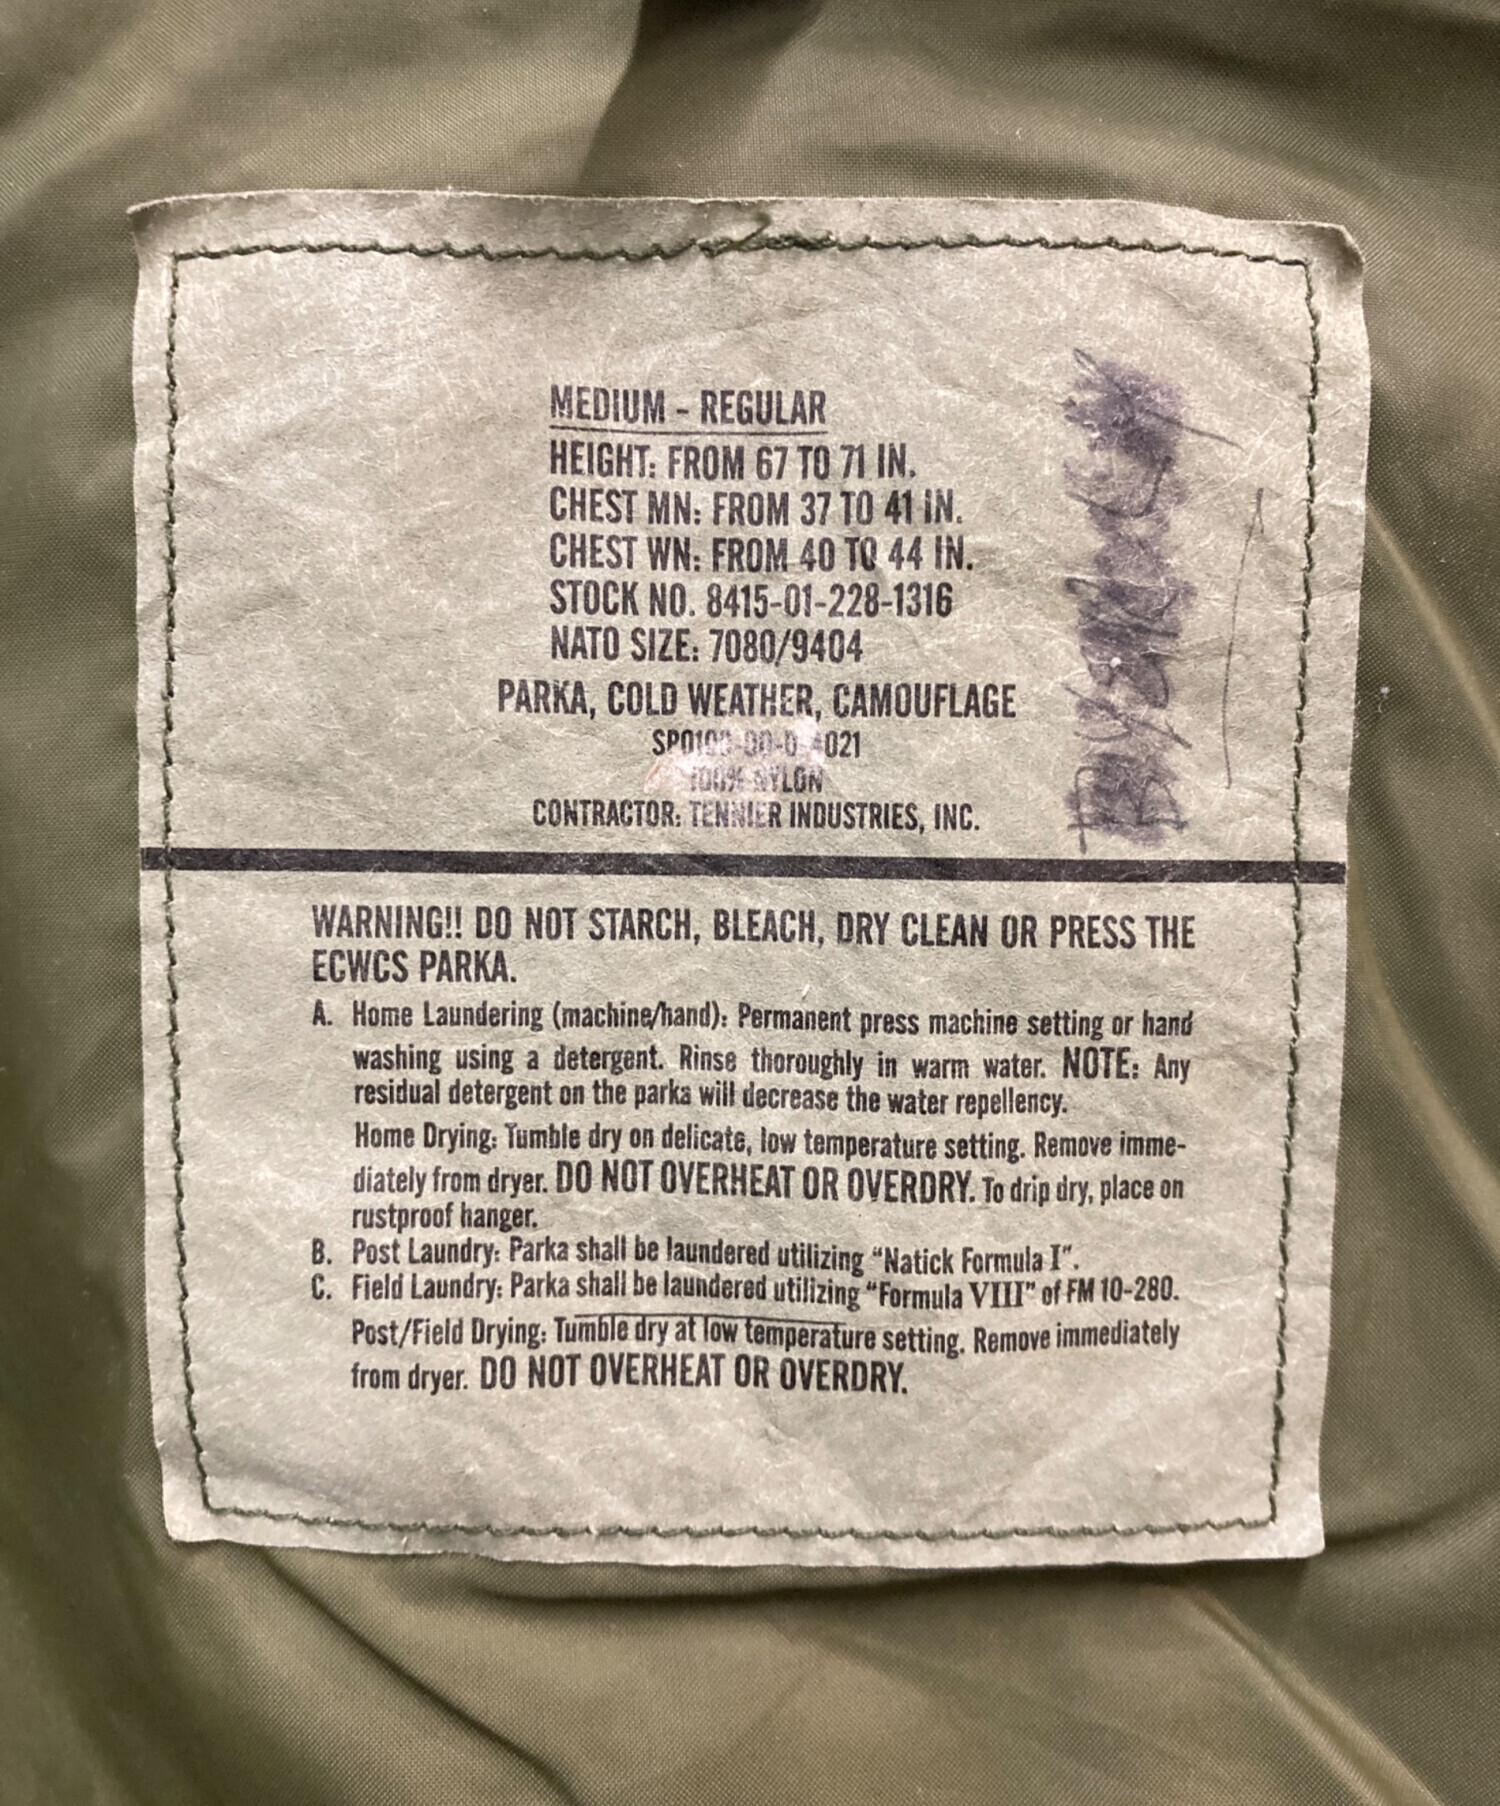 MEDIUM - REGULAR
HEIGHT: FROM 67 TO 71 IN.
CHEST MN: FROM 37 TO 41 IN.
CHEST WN: FROM 40 TO 44 IN.
STOCK NO. 8415-01-228-1316
NATO SIZE: 7080/9404
PARKA, COLD WEATHER, CAMOUFLAGE
100% NYLON
CONTRACTOR: TENNIER INDUSTRIES, INC.
WARNING!! DO NOT STARCH, BLEACH, DRY CLEAN OR PRESS THE
ECWCS PARKA.
A. Home Laundering (machine/hand): Permanent press machine setting or hand
washing using a detergent. Rinse thoroughly in warm water. NOTE: Any
residual detergent on the parka will decrease the water repellency.
Home Drying: Tumble dry on delicate, low temperature setting. Remove imme-
diately from dryer. DO NOT OVERHEAT OR OVERDRY. To drip dry, place on
rustproof hanger.
B. Post Laundry: Parka shall be laundered utilizing “Natick Formula I”.
C. Field Laundry: Parka shall be laundered utilizing “Formula VIII” of FM 10-280.
Post/Field Drying: Tumble dry at low temperature setting. Remove immediately
from dryer. DO NOT OVERHEAT OR OVERDRY.